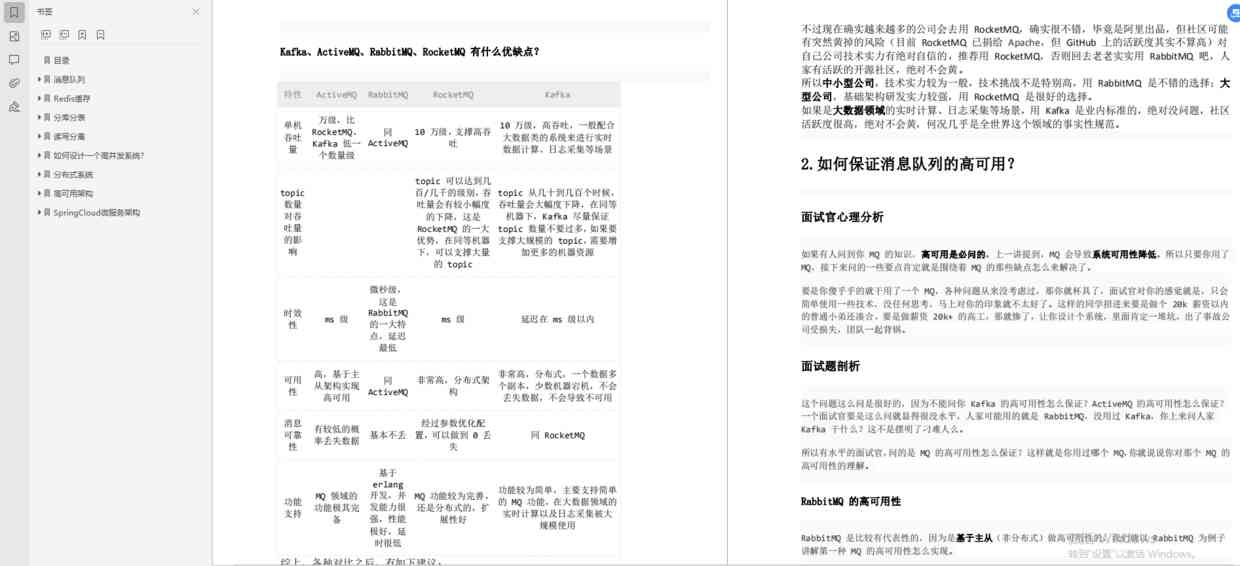 书签
目录
消息队列
Redis缓存
分库分表
读写分离
如何设计一个高并发系统?
分布式系统
高可用架构
SpringCloud微服务架构
Kafka、ActiveMQ、RabbitMQ、RocketMQ 有什么优缺点?
特性 ActiveMQ RabbitMQ RocketMQ Kafka
单机
吞吐
量
万级，比
RocketMQ、
Kafka 低一
个数量级
同
ActiveMQ
10 万级，支撑高吞
吐
10 万级，高吞吐，一般配合
大数据类的系统来进行实时
数据计算、日志采集等场景
topic
数量
对吞
吐量
的影
响
topic 可以达到几
百/几千的级别，吞
吐量会有较小幅度
的下降，这是
RocketMQ 的一大
优势，在同等机器
下，可以支撑大量
的 topic
topic 从几十到几百个时候，
吞吐量会大幅度下降，在同等
机器下，Kafka 尽量保证
topic 数量不要过多，如果要
支撑大规模的 topic，需要增
加更多的机器资源
时效
性
ms 级
微秒级，
这是
RabbitMQ
的一大特
点，延迟
最低
ms 级
延迟在 ms 级以内
可用
性
高，基于主
从架构实现
高可用
同
ActiveMQ
非常高，分布式架
构
非常高，分布式，一个数据多
个副本，少数机器宕机，不会
丢失数据，不会导致不可用
消息
可靠
性
有较低的概
率丢失数据
基本不丢
经过参数优化配
置，可以做到 0 丢
失
同 RocketMQ
功能
支持
MQ 领域的
功能极其完
备
基于
erlang
开发，并
发能力很
强，性能
极好，延
时很低
MQ 功能较为完善，
还是分布式的，扩
展性好
功能较为简单，主要支持简单
的 MQ 功能，在大数据领域的
实时计算以及日志采集被大
规模使用
综上，各种对比之后，有如下建议：
不过现在确实越来越多的公司会去用 RocketMQ，确实很不错，毕竟是阿里出品，但社区可能
有突然黄掉的风险（目前 RocketMQ 已捐给 Apache，但 GitHub 上的活跃度其实不算高）对
自己公司技术实力有绝对自信的，推荐用 RocketMQ，否则回去老老实实用 RabbitMQ 吧，人
家有活跃的开源社区，绝对不会黄。
所以中小型公司，技术实力较为一般，技术挑战不是特别高，用 RabbitMQ 是不错的选择；大
型公司，基础架构研发实力较强，用 RocketMQ 是很好的选择。
如果是大数据领域的实时计算、日志采集等场景，用 Kafka 是业内标准的，绝对没问题，社区
活跃度很高，绝对不会黄，何况几乎是全世界这个领域的事实性规范。
2.如何保证消息队列的高可用?
面试官心理分析
如果有人问到你 MQ 的知识，高可用是必问的，上一讲提到，MQ 会导致系统可用性降低。所以只要你用了
MQ，接下来问的一些要点肯定就是围绕着 MQ 的那些缺点怎么来解决了。
要是你傻乎乎的就干用了一个 MQ，各种问题从来没考虑过，那你就杯具了，面试官对你的感觉就是，只会
简单使用一些技术，没任何思考，马上对你的印象就不太好了。这样的同学招进来要是做个 20k 薪资以内
的普通小弟还凑合，要是做薪资 20k+ 的高工，那就惨了，让你设计个系统，里面肯定一堆坑，出了事故公
司受损失，团队一起背锅。
面试题剖析
这个问题这么问是很好的，因为不能问你 Kafka 的高可用性怎么保证? ActiveMQ 的高可用性怎么保证?
一个面试官要是这么问就显得很没水平，人家可能用的就是 RabbitMQ，没用过 Kafka，你上来问人家
Kafka 干什么? 这不是摆明了刁难人么。
所以有水平的面试官，问的是 MQ 的高可用性怎么保证? 这样就是你用过哪个 MQ，你就说说你对那个 MQ 的
高可用性的理解。
RabbitMQ 的高可用性
RabbitMQ 是比较有代表性的，因为是基于主从（非分布式）做高可用性的，我们就以 RabbitMQ 为例子
讲解第一种 MQ 的高可用性怎么实现。
转到"设置"以激活 Windows。